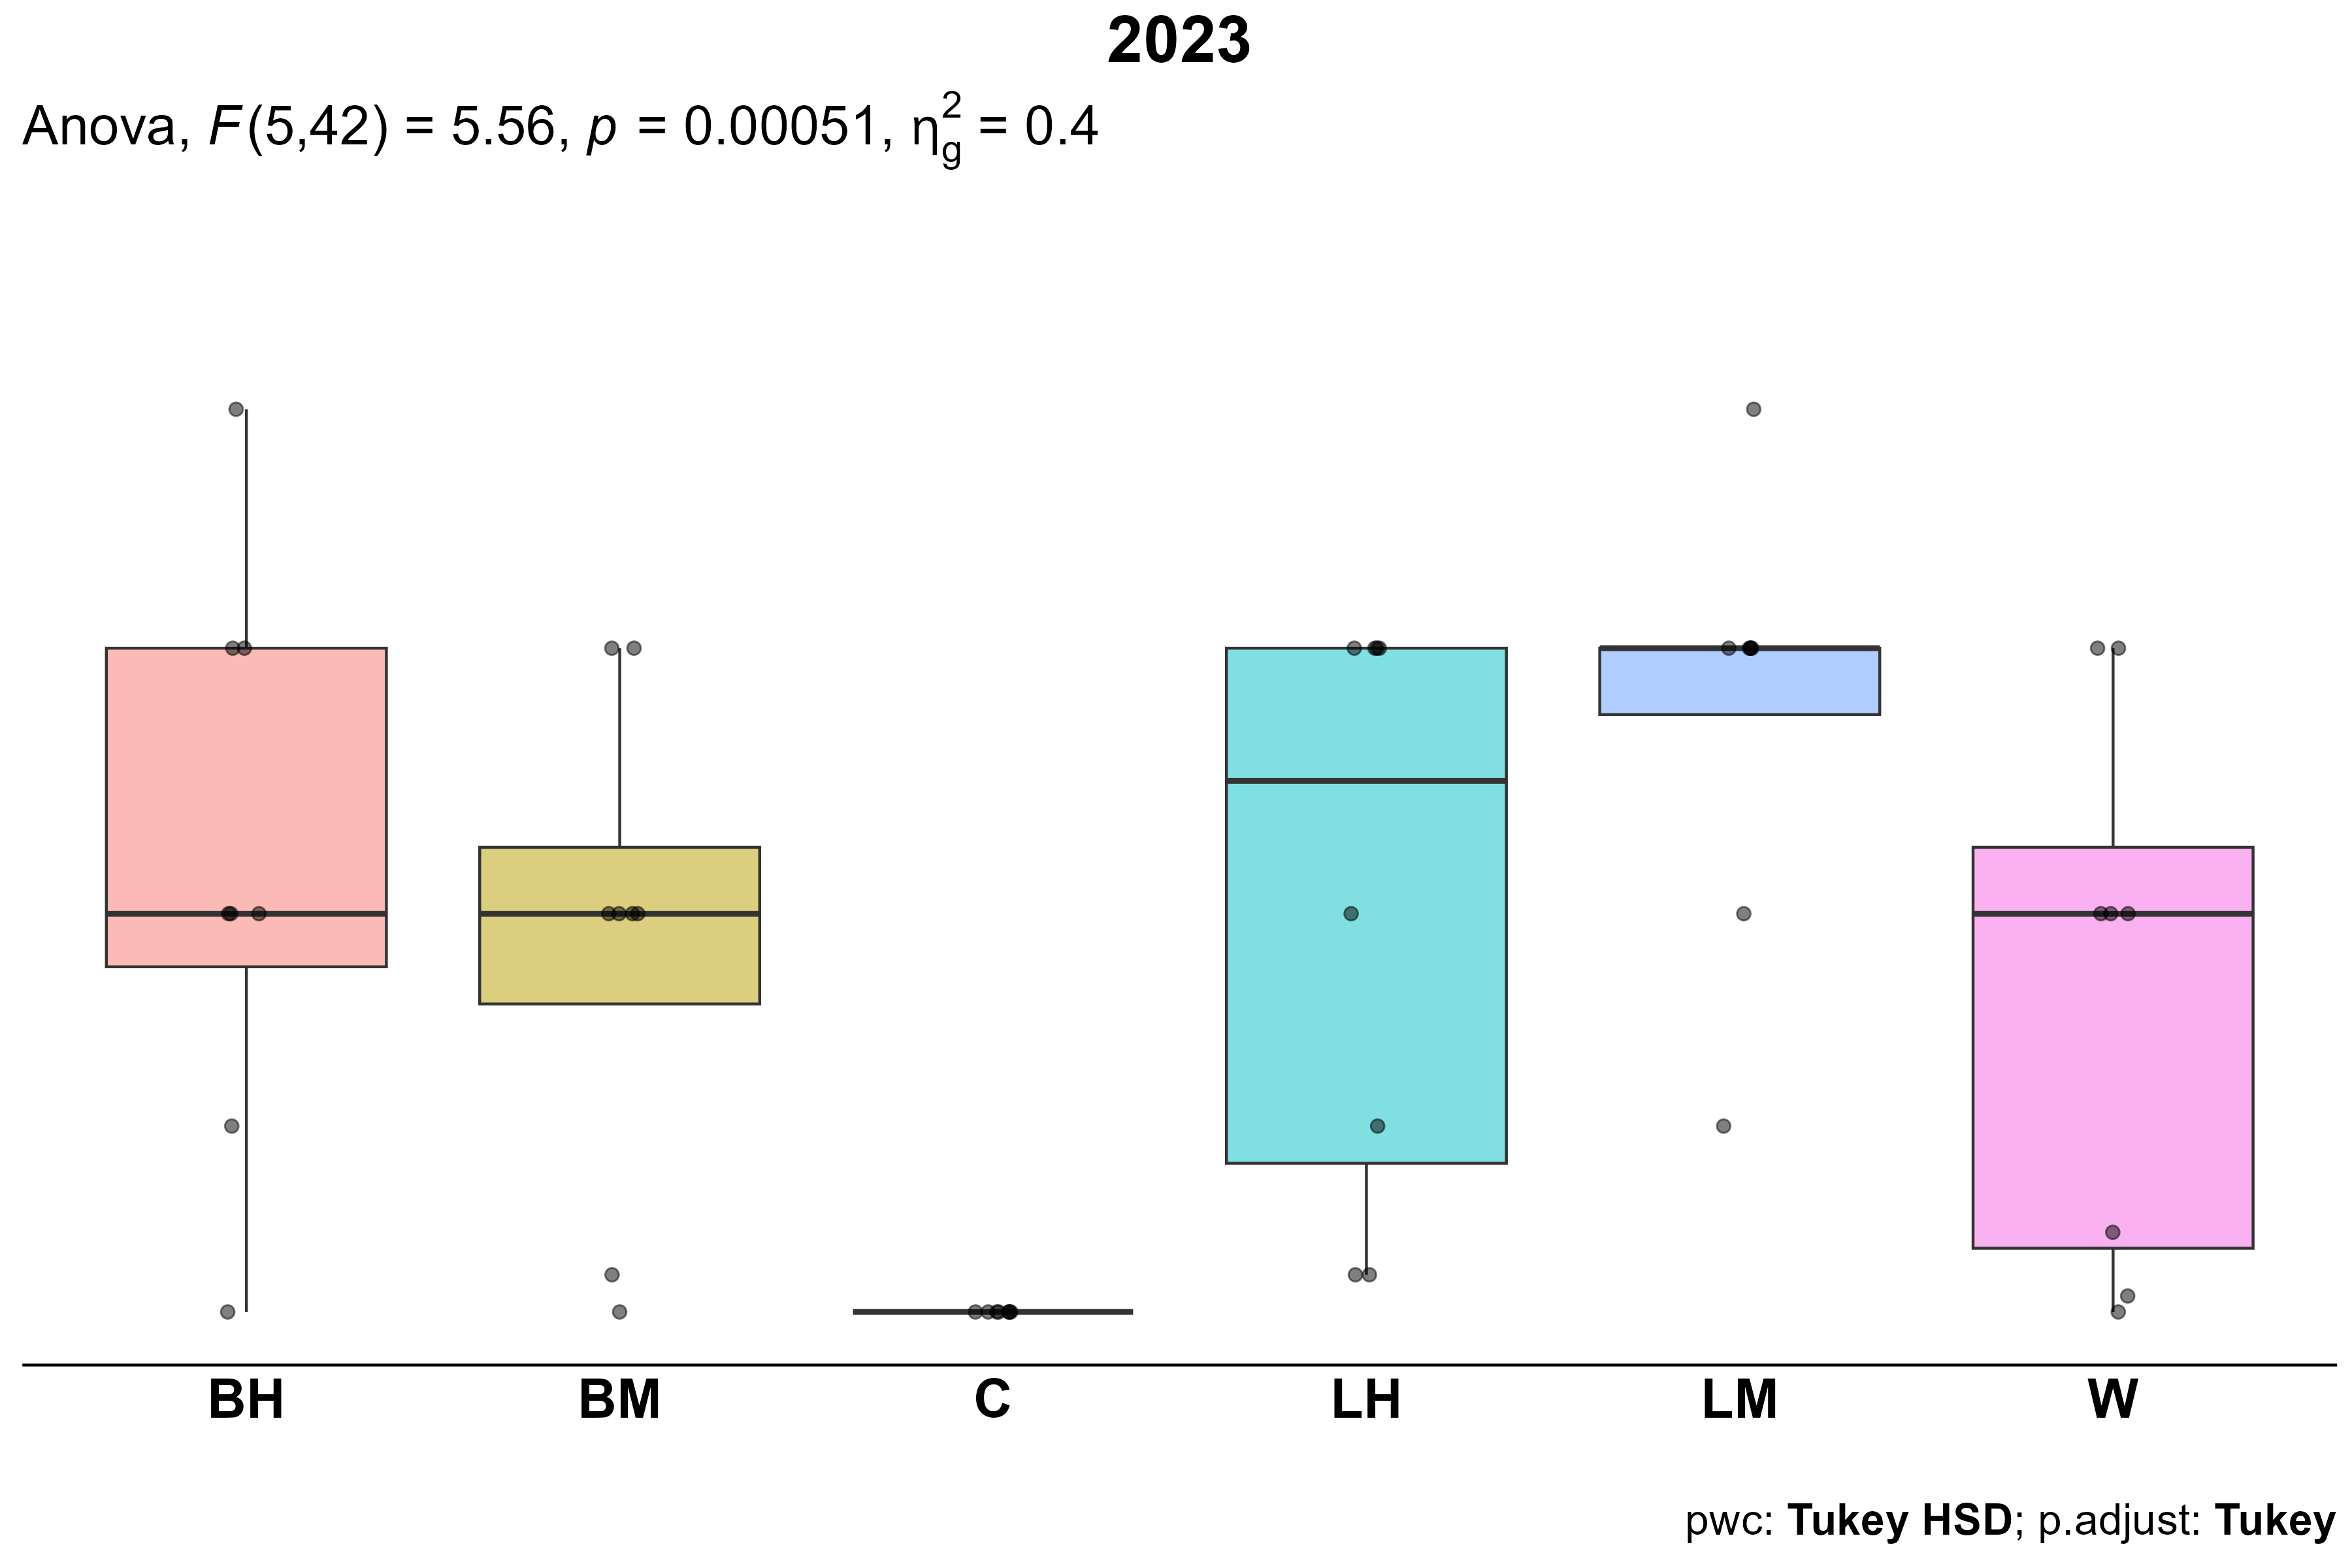 2023
Anova, F(5,42) = 5.56, p = 0.00051, η²g = 0.4
BH BM C LH LM W
pwc: Tukey HSD; p.adjust: Tukey